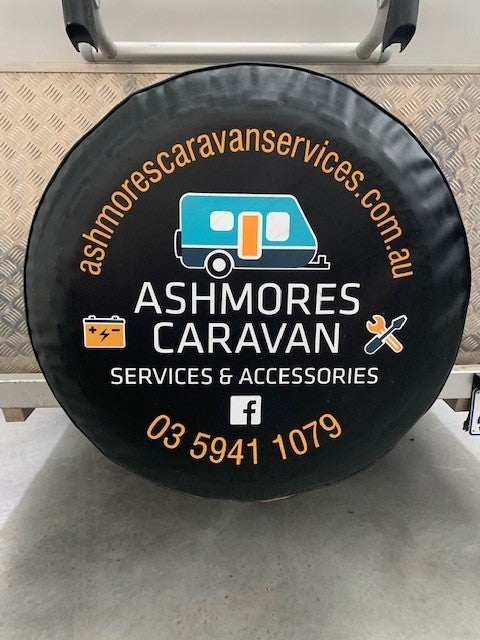 ashmorescaravanservices.com.au
ASHMORES
CARAVAN
SERVICES & ACCESSORIES
f
03 5941 1079